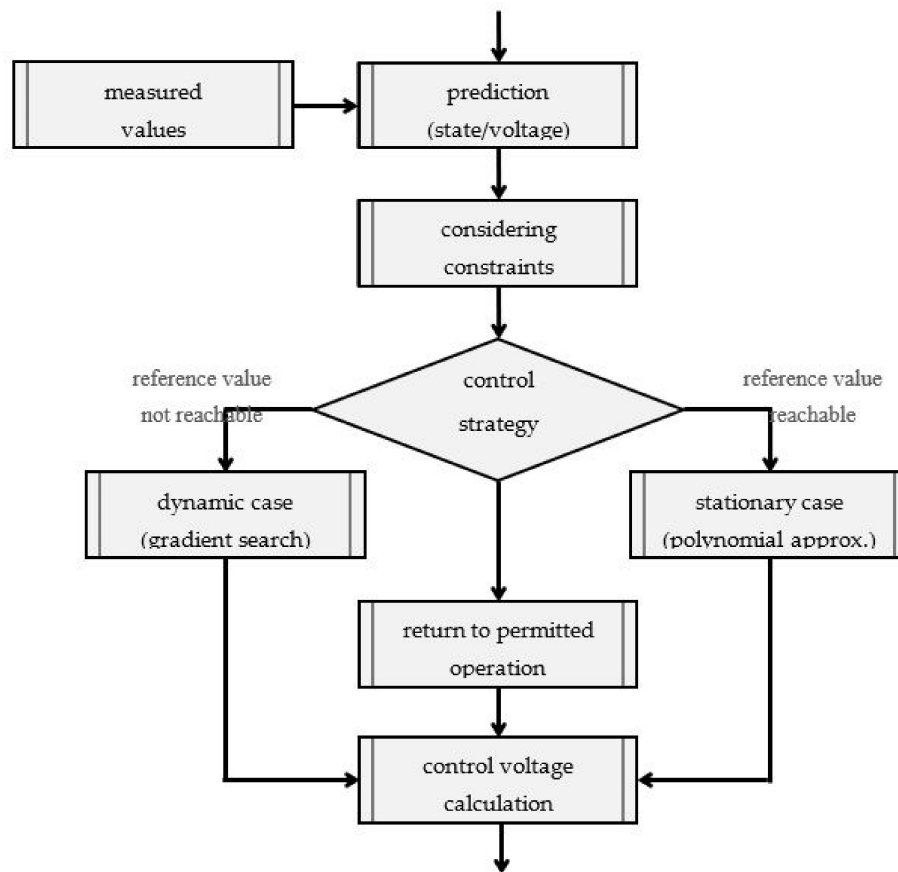 measured
values
prediction
(state/voltage)
considering
constraints
control
strategy
reference value
not reachable
reference value
reachable
dynamic case
(gradient search)
stationary case
(polynomial approx.)
return to permitted
operation
control voltage
calculation